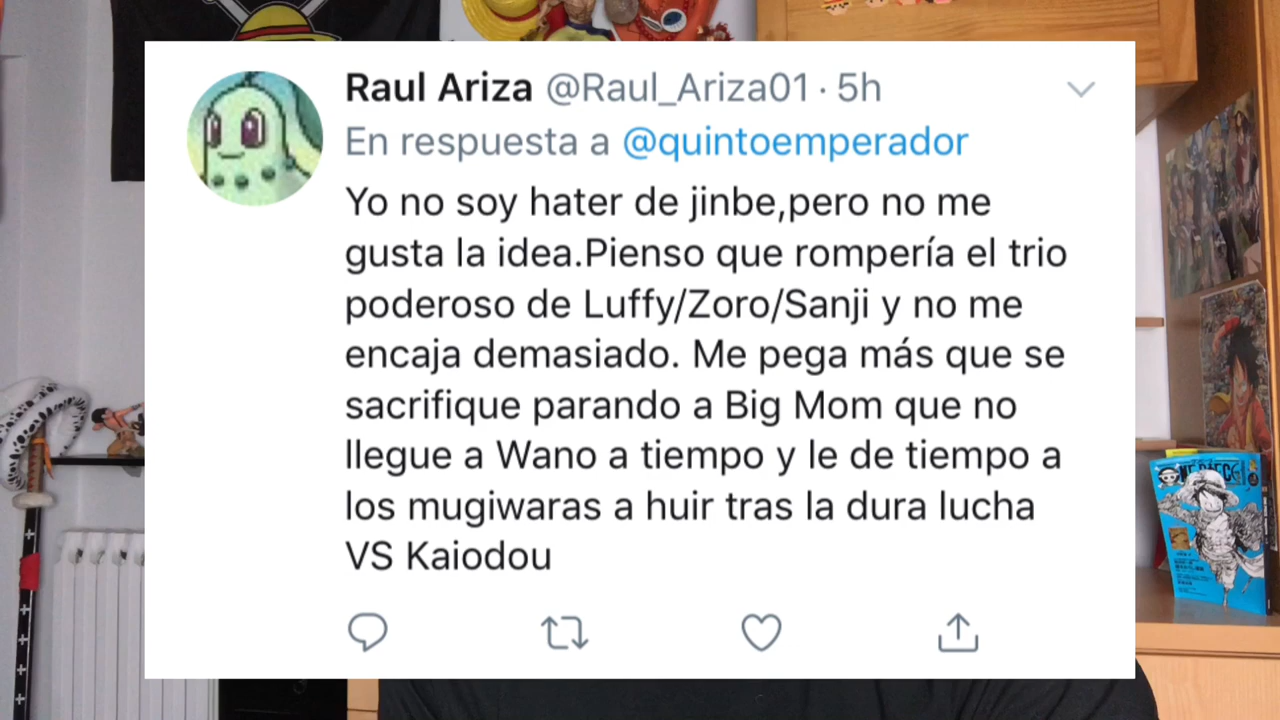 Raul Ariza @Raul_Ariza01 · 5h
En respuesta a @quintoemperador
Yo no soy hater de jinbe,pero no me
gusta la idea.Pienso que rompería el trio
poderoso de Luffy/Zoro/Sanji y no me
encaja demasiado. Me pega más que se
sacrifique parando a Big Mom que no
llegue a Wano a tiempo y le de tiempo a
los mugiwaras a huir tras la dura lucha
VS Kaiodou
ONE PIECE